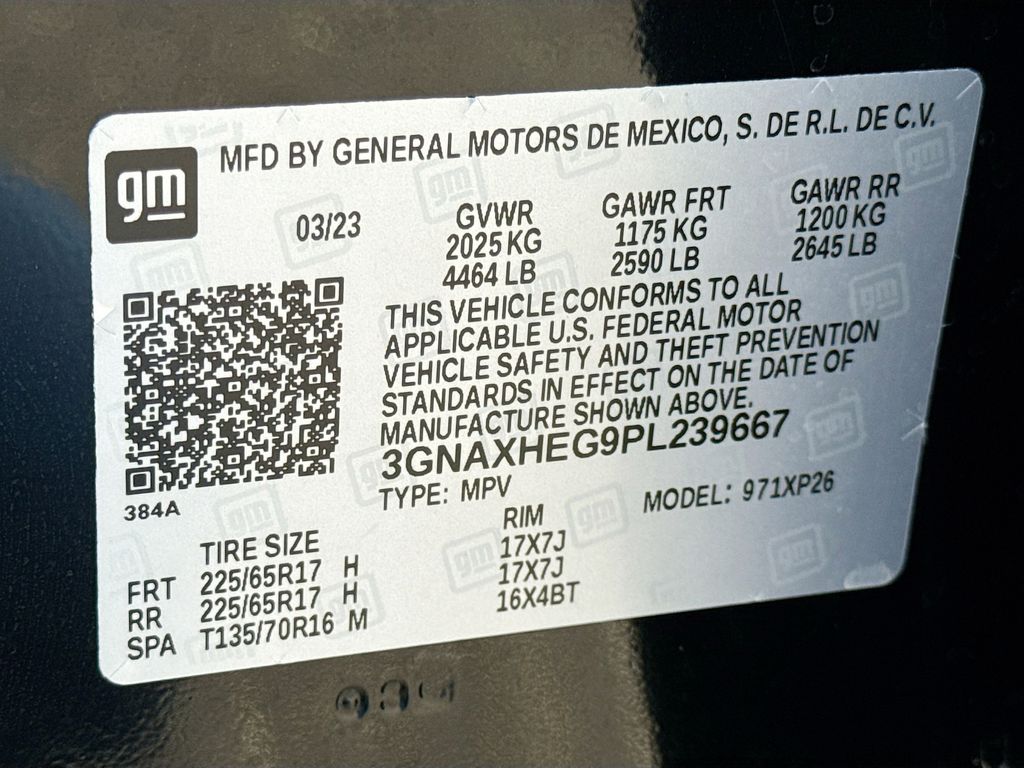 MFD BY GENERAL MOTORS DE MEXICO, S. DE R.L. DE C.V.
gm
03/23
GVWR
2025 KG
4464 LB
GAWR FRT
1175 KG
2590 LB
GAWR RR
1200 KG
2645 LB
THIS VEHICLE CONFORMS TO ALL
APPLICABLE U.S. FEDERAL MOTOR
VEHICLE SAFETY AND THEFT PREVENTION
STANDARDS IN EFFECT ON THE DATE OF
MANUFACTURE SHOWN ABOVE.
3GNAXHEG9PL239667
TYPE: MPV
MODEL: 971XP26
384A
TIRE SIZE RIM
FRT 225/65R17 H 17X7J
RR 225/65R17 H 17X7J
SPA T135/70R16 M 16X4BT